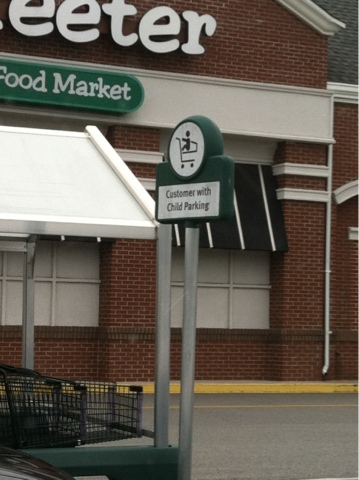 eeter
Food Market
Customer with
Child Parking